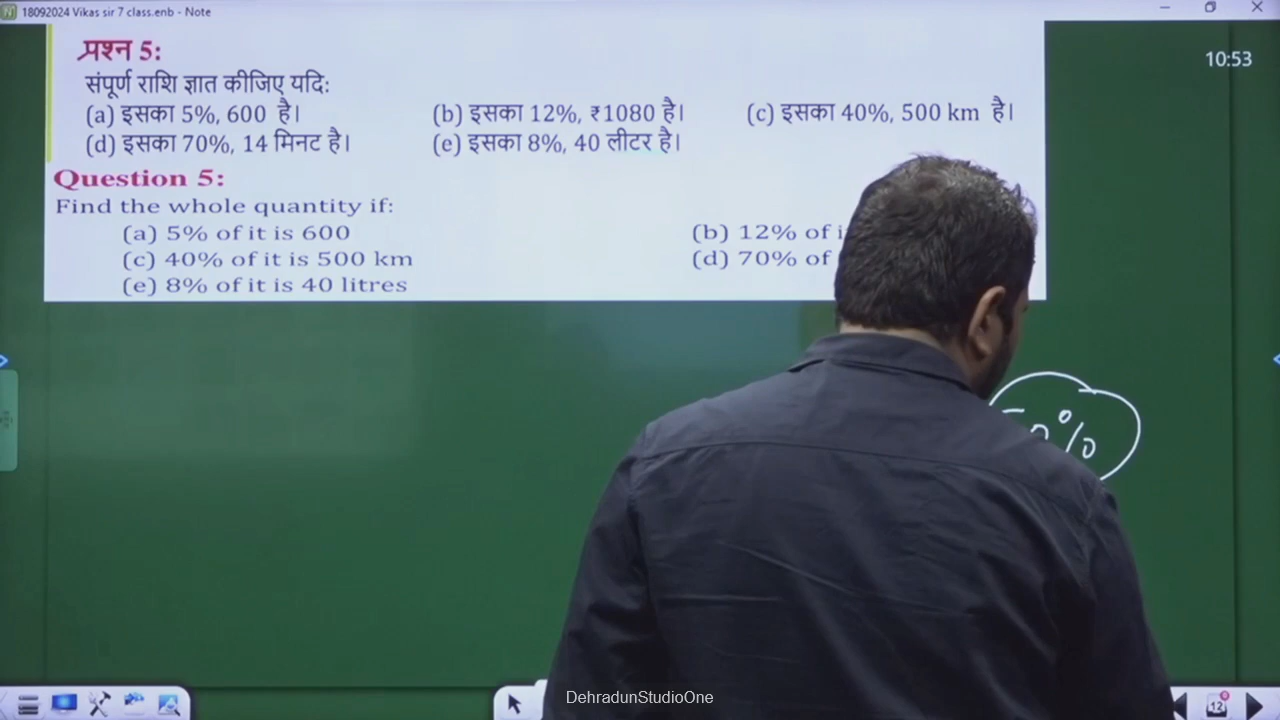 18092024 Vikas sir 7 class.enb - Note
10:53
प्रश्न 5:
संपूर्ण राशि ज्ञात कीजिए यदि:
(a) इसका 5%, 600 है। (b) इसका 12%, ₹1080 है। (c) इसका 40%, 500 km है।
(d) इसका 70%, 14 मिनट है। (e) इसका 8%, 40 लीटर है।
Question 5:
Find the whole quantity if:
(a) 5% of it is 600 (b) 12% of
(c) 40% of it is 500 km (d) 70% of
(e) 8% of it is 40 litres
0%
12
DehradunStudioOne